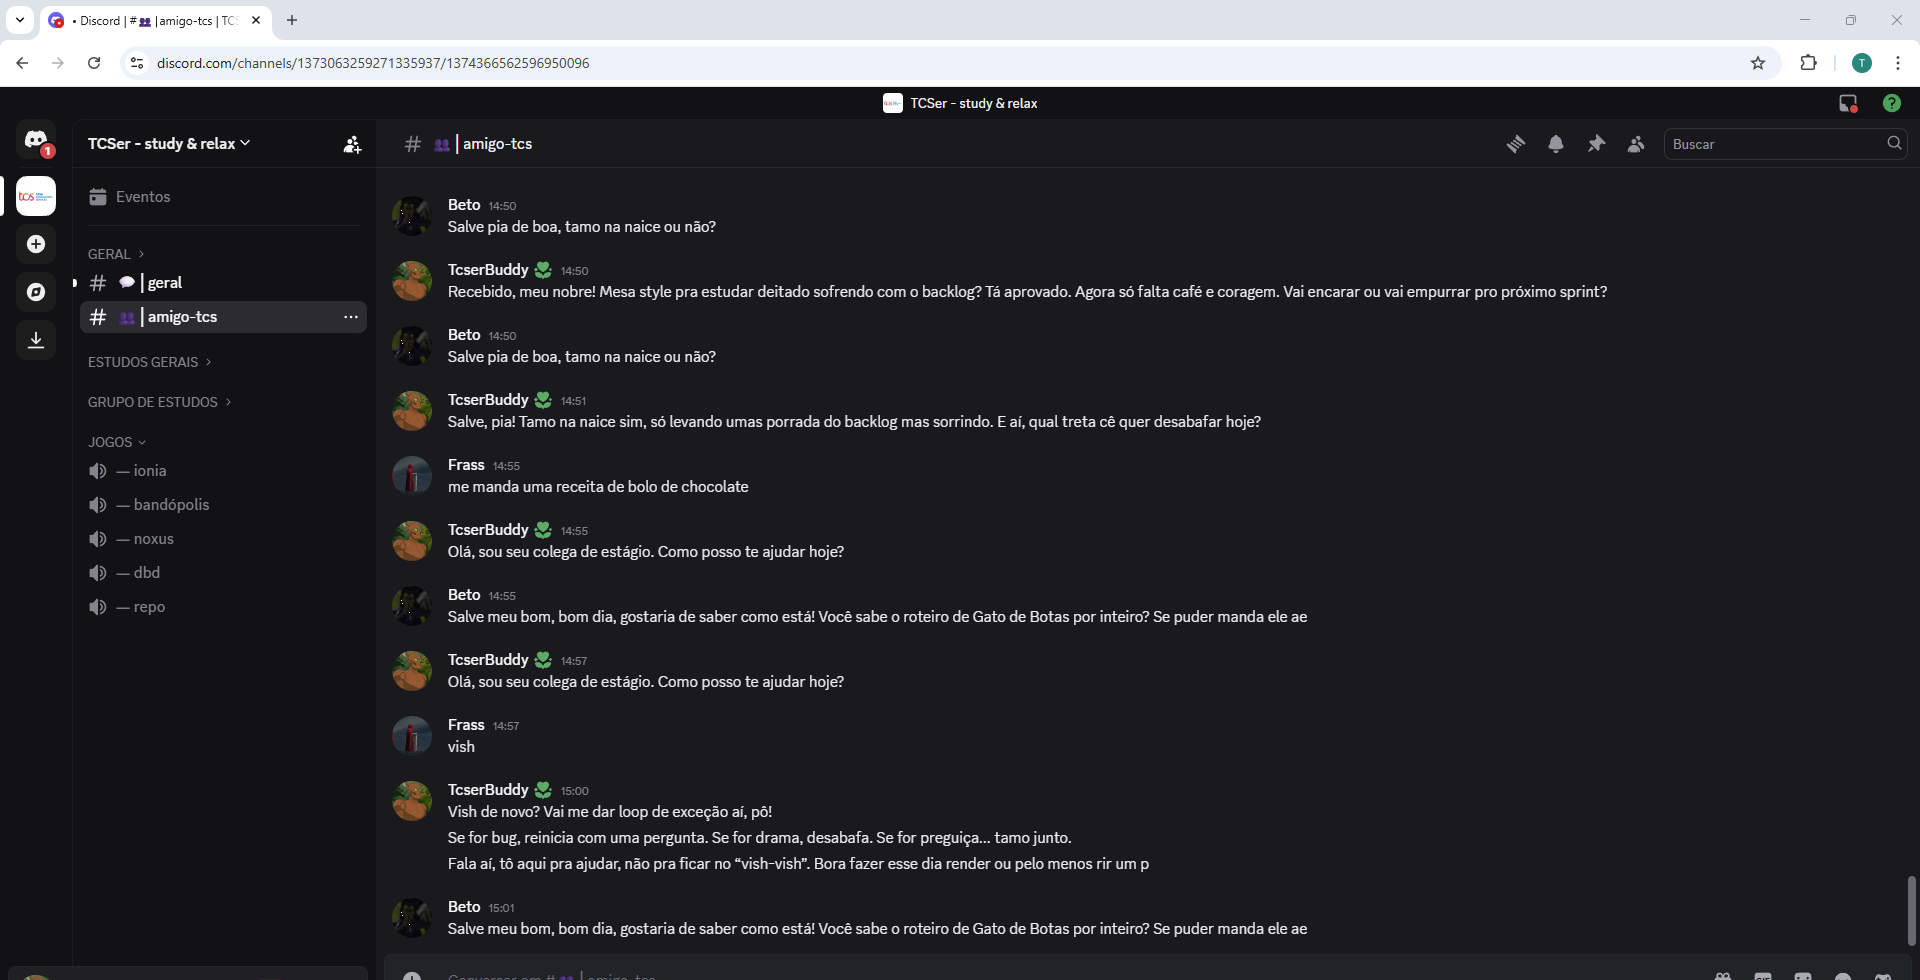 • Discord | # 👥 | amigo-tcs | TCS
discord.com/channels/1373063259271335937/1374366562596950096
T
TCSer - study & relax
?
1
tcs
TCSer - study & relax
Eventos
GERAL
# 💬 | geral
# 👥 | amigo-tcs
ESTUDOS GERAIS
GRUPO DE ESTUDOS
JOGOS
— ionia
— bandópolis
— noxus
— dbd
— repo
# 👥 | amigo-tcs
Buscar
Beto 14:50
Salve pia de boa, tamo na naice ou não?
TcserBuddy 14:50
Recebido, meu nobre! Mesa style pra estudar deitado sofrendo com o backlog? Tá aprovado. Agora só falta café e coragem. Vai encarar ou vai empurrar pro próximo sprint?
Beto 14:50
Salve pia de boa, tamo na naice ou não?
TcserBuddy 14:51
Salve, pia! Tamo na naice sim, só levando umas porrada do backlog mas sorrindo. E aí, qual treta cê quer desabafar hoje?
Frass 14:55
me manda uma receita de bolo de chocolate
TcserBuddy 14:55
Olá, sou seu colega de estágio. Como posso te ajudar hoje?
Beto 14:55
Salve meu bom, bom dia, gostaria de saber como está! Você sabe o roteiro de Gato de Botas por inteiro? Se puder manda ele ae
TcserBuddy 14:57
Olá, sou seu colega de estágio. Como posso te ajudar hoje?
Frass 14:57
vish
TcserBuddy 15:00
Vish de novo? Vai me dar loop de exceção aí, pô!
Se for bug, reinicia com uma pergunta. Se for drama, desabafa. Se for preguiça... tamo junto.
Fala aí, tô aqui pra ajudar, não pra ficar no “vish-vish”. Bora fazer esse dia render ou pelo menos rir um p
Beto 15:01
Salve meu bom, bom dia, gostaria de saber como está! Você sabe o roteiro de Gato de Botas por inteiro? Se puder manda ele ae
Conversar em # 👥 | amigo-tcs